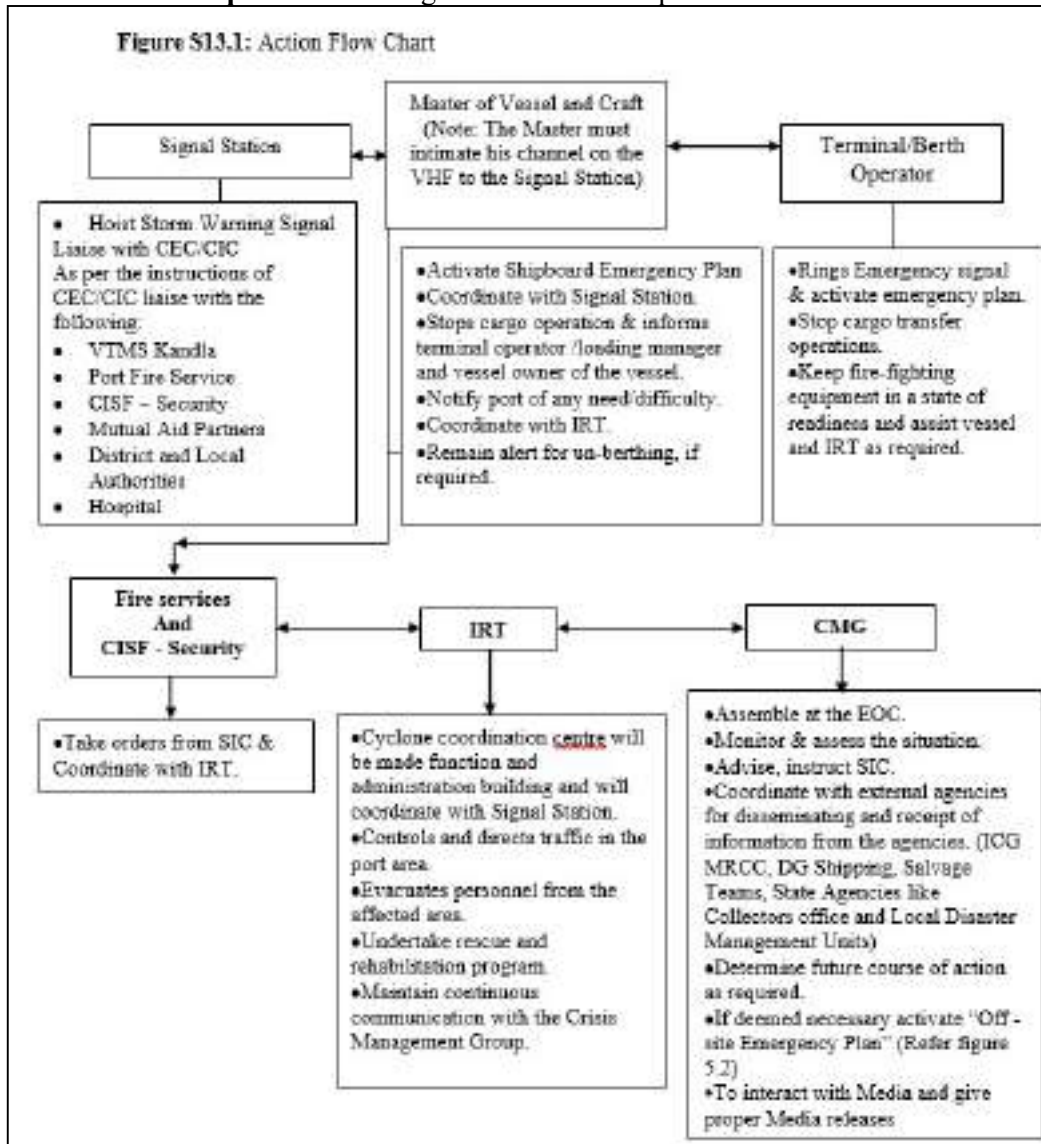 Figure S13.1: Action Flow Chart
Master of Vessel and Craft
(Note: The Master must
intimate his channel on the
VHF to the Signal Station)
Signal Station
Terminal/Berth
Operator
● Hoist Storm Warning Signal
Liaise with CEC/CIC
As per the instructions of
CEC/CIC liaise with the
following:
● VTMS Kandla
● Port Fire Service
● CISF – Security
● Mutual Aid Partners
● District and Local
Authorities
● Hospital
●Activate Shipboard Emergency Plan
●Coordinate with Signal Station.
●Stops cargo operation & informs
terminal operator /loading manager
and vessel owner of the vessel.
●Notify port of any need/difficulty.
●Coordinate with IRT.
●Remain alert for un-berthing, if
required.
●Rings Emergency signal
& activate emergency plan.
●Stop cargo transfer
operations.
●Keep fire-fighting
equipment in a state of
readiness and assist vessel
and IRT as required.
Fire services
And
CISF - Security
IRT
CMG
●Take orders from SIC &
Coordinate with IRT.
●Cyclone coordination centre will
be made function and
administration building and will
coordinate with Signal Station.
●Controls and directs traffic in the
port area.
●Evacuates personnel from the
affected area.
●Undertake rescue and
rehabilitation program.
●Maintain continuous
communication with the Crisis
Management Group.
●Assemble at the EOC.
●Monitor & assess the situation.
●Advise, instruct SIC.
●Coordinate with external agencies
for disseminating and receipt of
information from the agencies. (ICG
MRCC, DG Shipping, Salvage
Teams, State Agencies like
Collectors office and Local Disaster
Management Units)
●Determine future course of action
as required.
●If deemed necessary activate “Off -
site Emergency Plan” (Refer figure
5.2)
●To interact with Media and give
proper Media releases